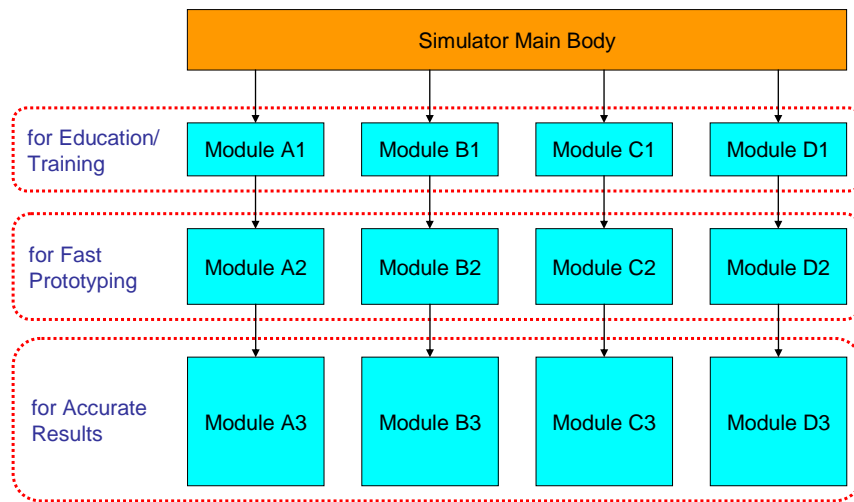 Simulator Main Body
for Education/
Training
Module A1
Module B1
Module C1
Module D1
for Fast
Prototyping
Module A2
Module B2
Module C2
Module D2
for Accurate
Results
Module A3
Module B3
Module C3
Module D3